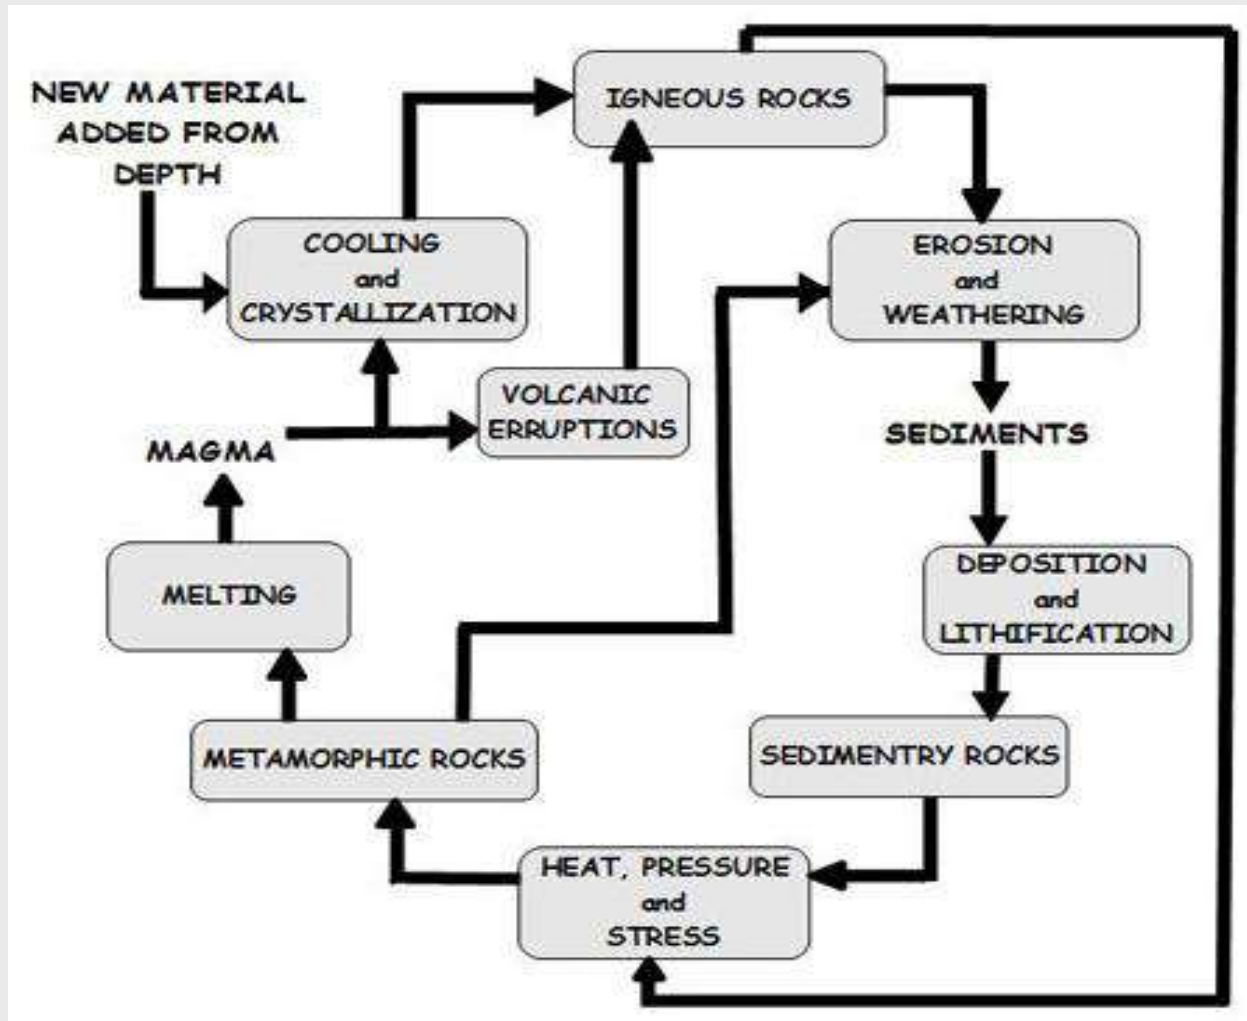 NEW MATERIAL
ADDED FROM
DEPTH
IGNEOUS ROCKS
COOLING
and
CRYSTALLIZATION
EROSION
and
WEATHERING
VOLCANIC
ERRUPTIONS
MAGMA
SEDIMENTS
MELTING
DEPOSITION
and
LITHIFICATION
METAMORPHIC ROCKS
SEDIMENTRY ROCKS
HEAT, PRESSURE
and
STRESS